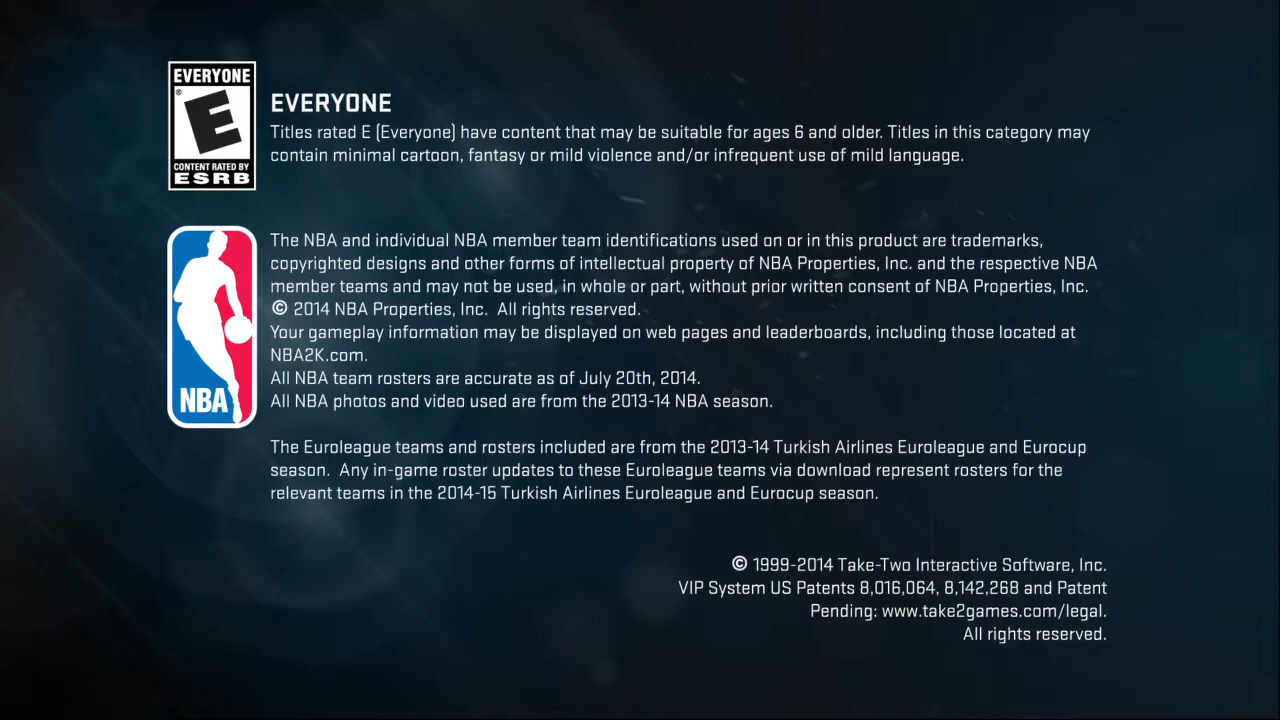 EVERYONE
E
®
CONTENT RATED BY
ESRB
EVERYONE
Titles rated E (Everyone) have content that may be suitable for ages 6 and older. Titles in this category may
contain minimal cartoon, fantasy or mild violence and/or infrequent use of mild language.
NBA
The NBA and individual NBA member team identifications used on or in this product are trademarks,
copyrighted designs and other forms of intellectual property of NBA Properties, Inc. and the respective NBA
member teams and may not be used, in whole or part, without prior written consent of NBA Properties, Inc.
© 2014 NBA Properties, Inc.  All rights reserved.
Your gameplay information may be displayed on web pages and leaderboards, including those located at
NBA2K.com.
All NBA team rosters are accurate as of July 20th, 2014.
All NBA photos and video used are from the 2013-14 NBA season.
The Euroleague teams and rosters included are from the 2013-14 Turkish Airlines Euroleague and Eurocup
season.  Any in-game roster updates to these Euroleague teams via download represent rosters for the
relevant teams in the 2014-15 Turkish Airlines Euroleague and Eurocup season.
© 1999-2014 Take-Two Interactive Software, Inc.
VIP System US Patents 8,016,064, 8,142,268 and Patent
Pending: www.take2games.com/legal.
All rights reserved.